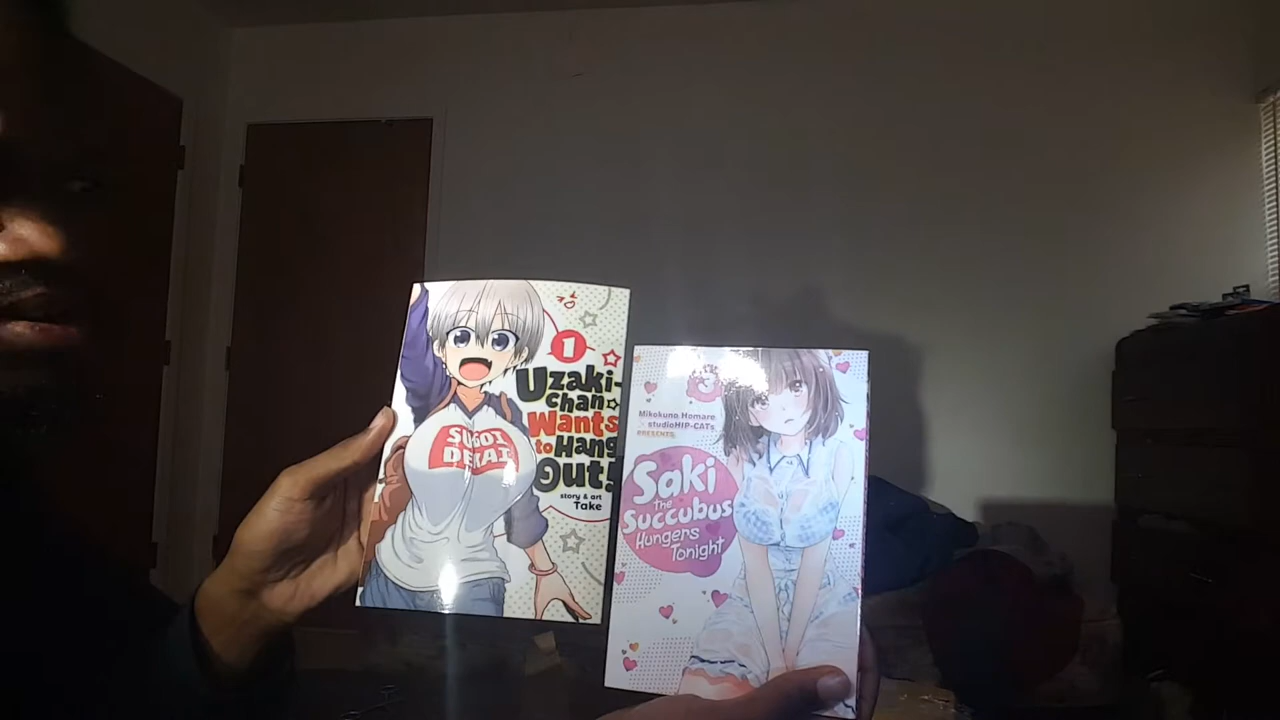 1
Uzaki-
chan
Wants
to Hang
Out!
story & art
Take
SUGOI
DEKAI
3
Mikokuno Homare
× studioHIP-CATs
PRESENTS
Saki
the
Succubus
Hungers
Tonight